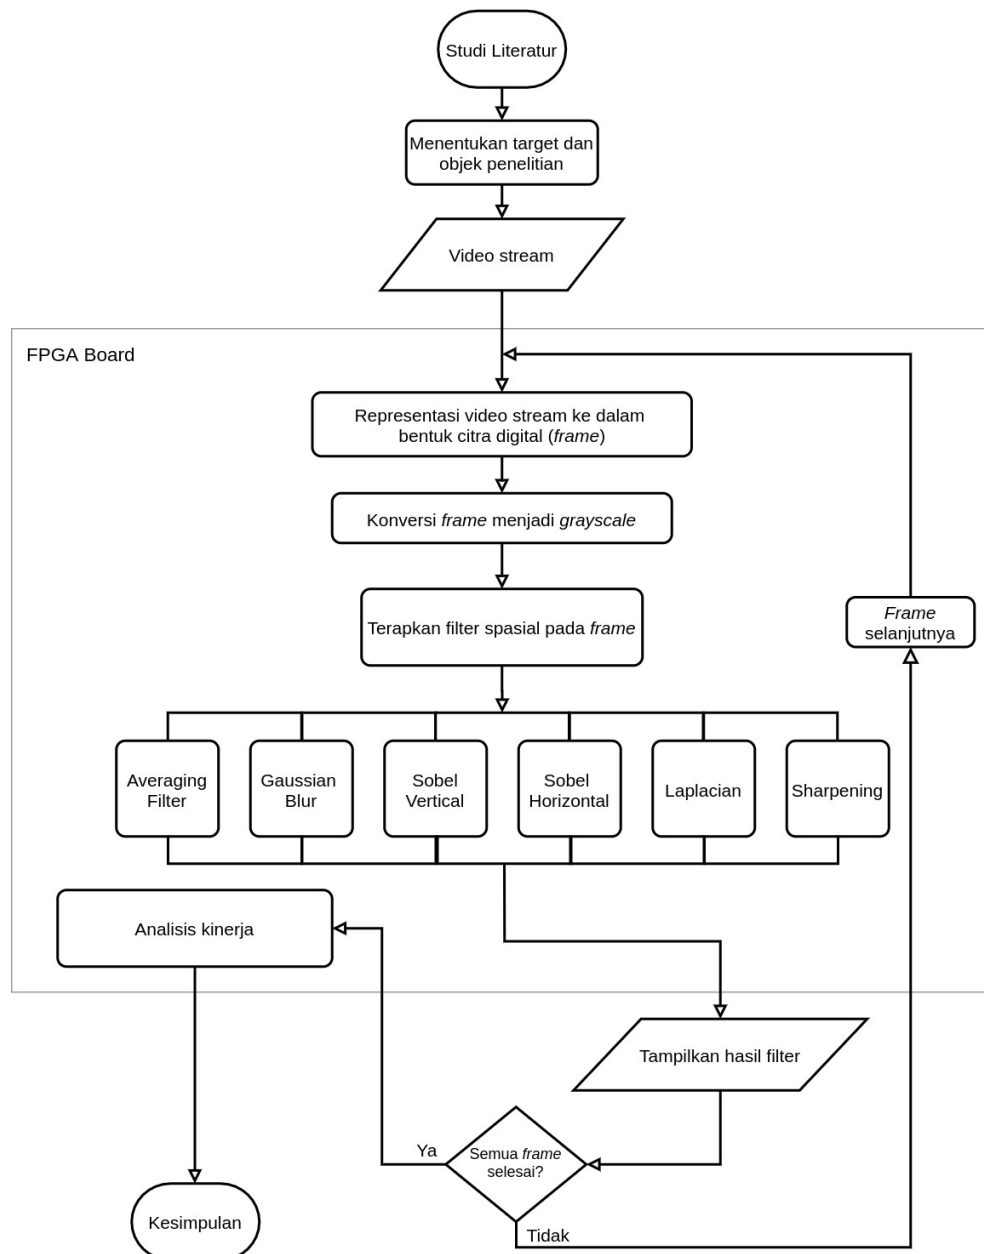 Studi Literatur
Menentukan target dan
objek penelitian
Video stream
FPGA Board
Representasi video stream ke dalam
bentuk citra digital (frame)
Konversi frame menjadi grayscale
Terapkan filter spasial pada frame
Frame
selanjutnya
Averaging
Filter
Gaussian
Blur
Sobel
Vertical
Sobel
Horizontal
Laplacian
Sharpening
Analisis kinerja
Tampilkan hasil filter
Ya
Semua frame
selesai?
Tidak
Kesimpulan